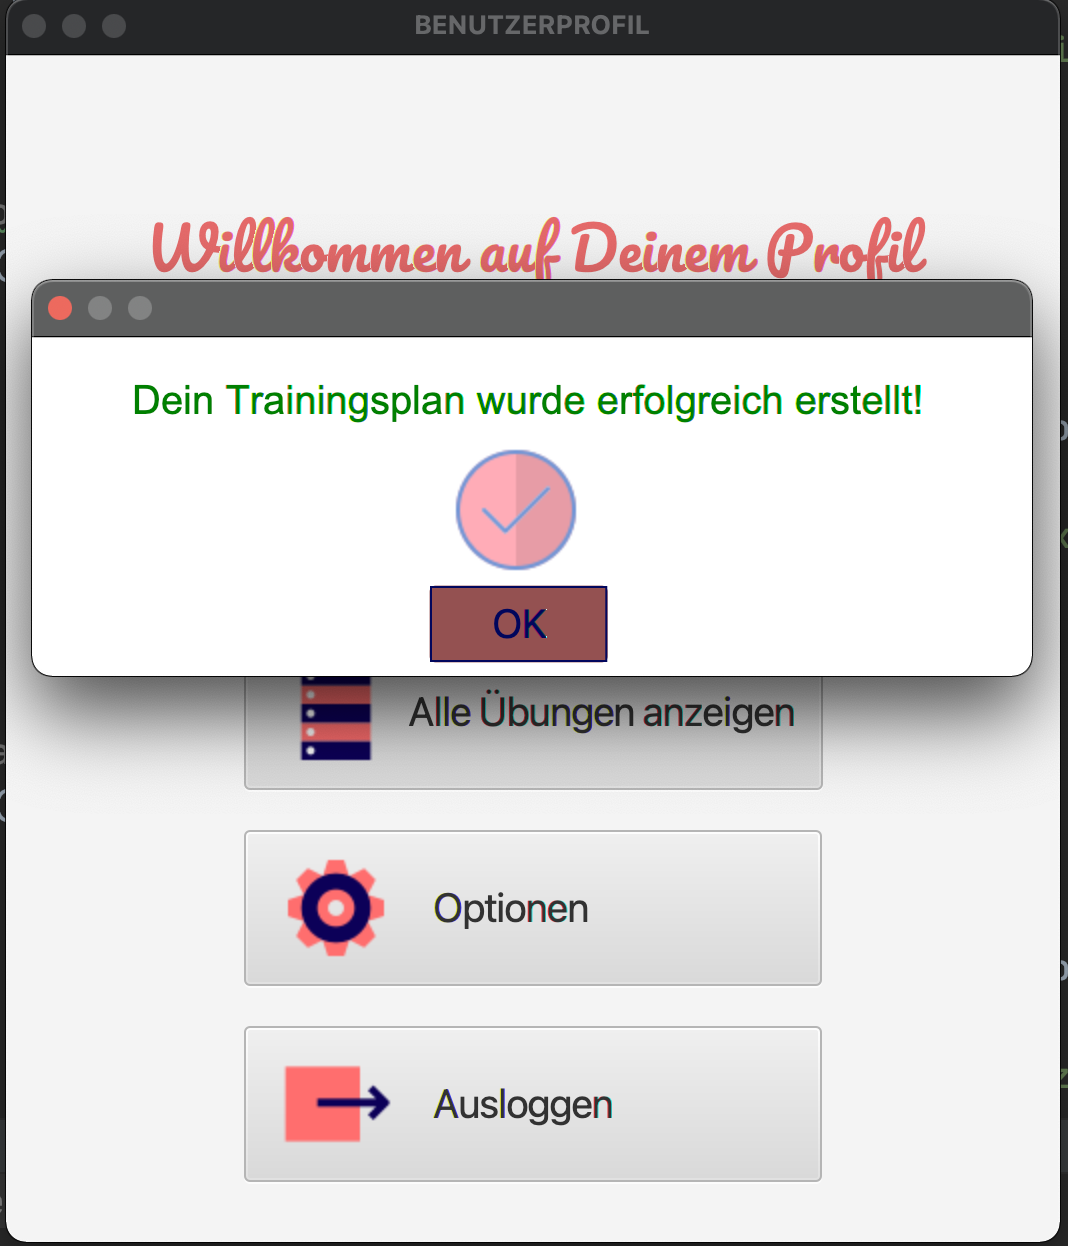 BENUTZERPROFIL
Willkommen auf Deinem Profil
Dein Trainingsplan wurde erfolgreich erstellt!
OK
Alle Übungen anzeigen
Optionen
Ausloggen